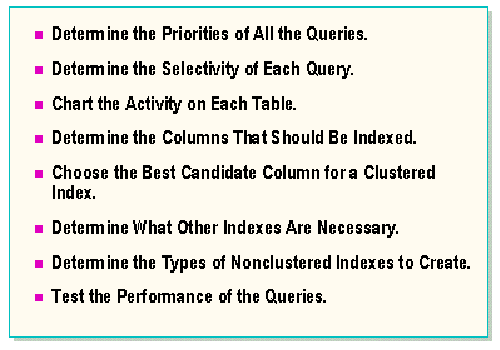 Determine the Priorities of All the Queries.
Determine the Selectivity of Each Query.
Chart the Activity on Each Table.
Determine the Columns That Should Be Indexed.
Choose the Best Candidate Column for a Clustered
Index.
Determine What Other Indexes Are Necessary.
Determine the Types of Nonclustered Indexes to Create.
Test the Performance of the Queries.